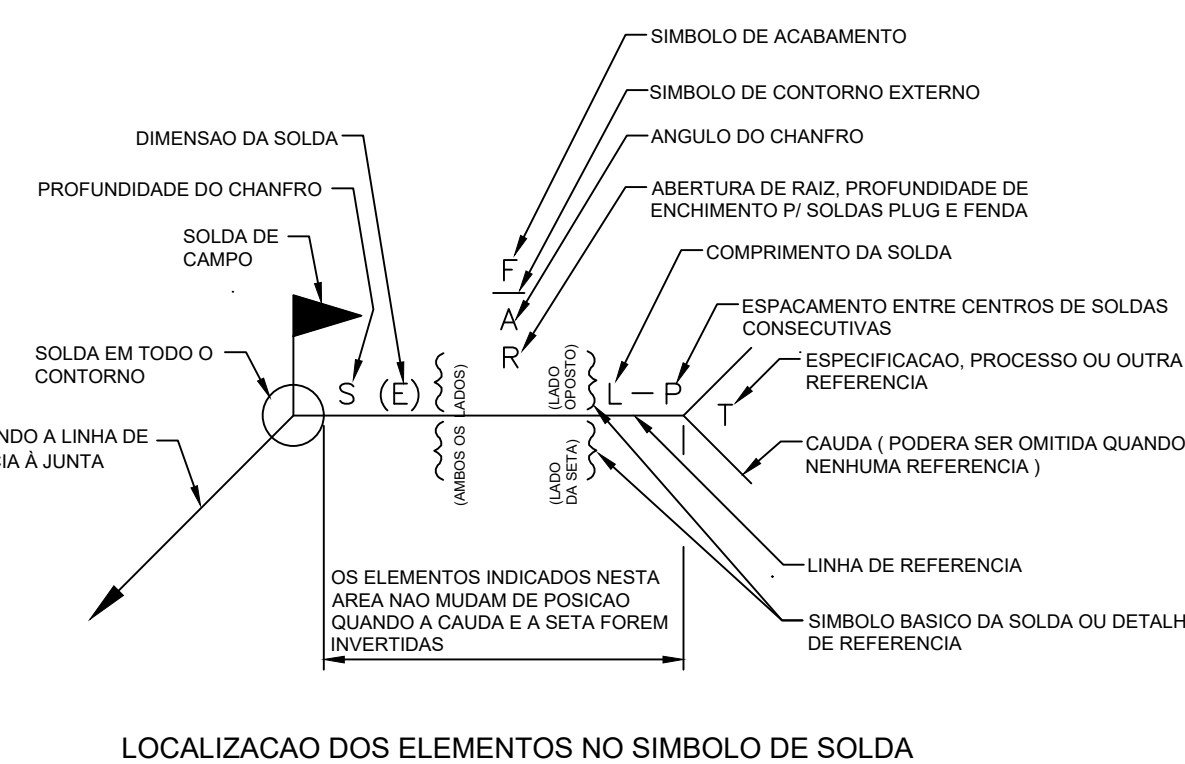 SIMBOLO DE ACABAMENTO
SIMBOLO DE CONTORNO EXTERNO
DIMENSAO DA SOLDA
ANGULO DO CHANFRO
PROFUNDIDADE DO CHANFRO
ABERTURA DE RAIZ, PROFUNDIDADE DE
ENCHIMENTO P/ SOLDAS PLUG E FENDA
SOLDA DE
CAMPO
COMPRIMENTO DA SOLDA
F
A
R
ESPACAMENTO ENTRE CENTROS DE SOLDAS
CONSECUTIVAS
SOLDA EM TODO O
CONTORNO
ESPECIFICACAO, PROCESSO OU OUTRA
REFERENCIA
S (E)
(AMBOS OS LADOS)
(LADO
OPOSTO)
L – P
T
A LINHA DE
À JUNTA
(LADO
DA SETA)
CAUDA ( PODERA SER OMITIDA QUANDO
NENHUMA REFERENCIA )
LINHA DE REFERENCIA
OS ELEMENTOS INDICADOS NESTA
AREA NAO MUDAM DE POSICAO
QUANDO A CAUDA E A SETA FOREM
INVERTIDAS
SIMBOLO BASICO DA SOLDA OU DETALH
DE REFERENCIA
LOCALIZACAO DOS ELEMENTOS NO SIMBOLO DE SOLDA